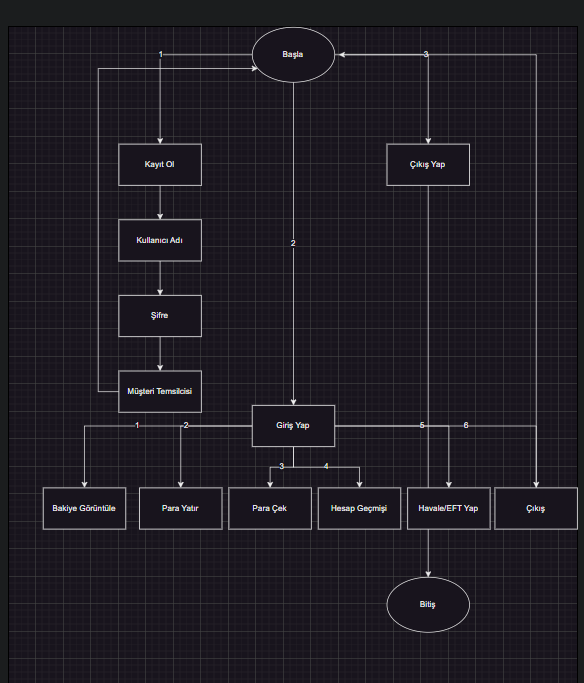 Başla
1
3
Kayıt Ol
Çıkış Yap
Kullanıcı Adı
2
Şifre
Müşteri Temsilcisi
Giriş Yap
1
2
5
6
3
4
Bakiye Görüntüle
Para Yatır
Para Çek
Hesap Geçmişi
Havale/EFT Yap
Çıkış
Bitiş